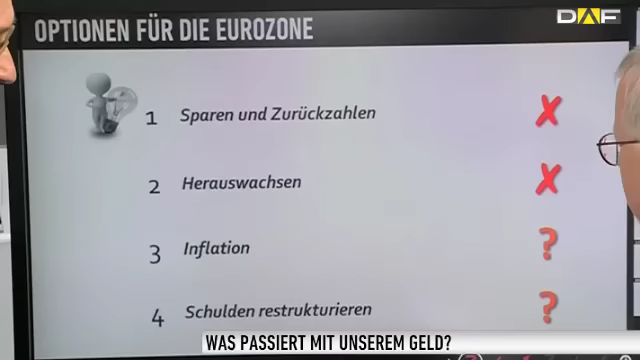 DAF
OPTIONEN FÜR DIE EUROZONE
1 Sparen und Zurückzahlen ✗
2 Herauswachsen ✗
3 Inflation ?
4 Schulden restrukturieren ?
WAS PASSIERT MIT UNSEREM GELD?